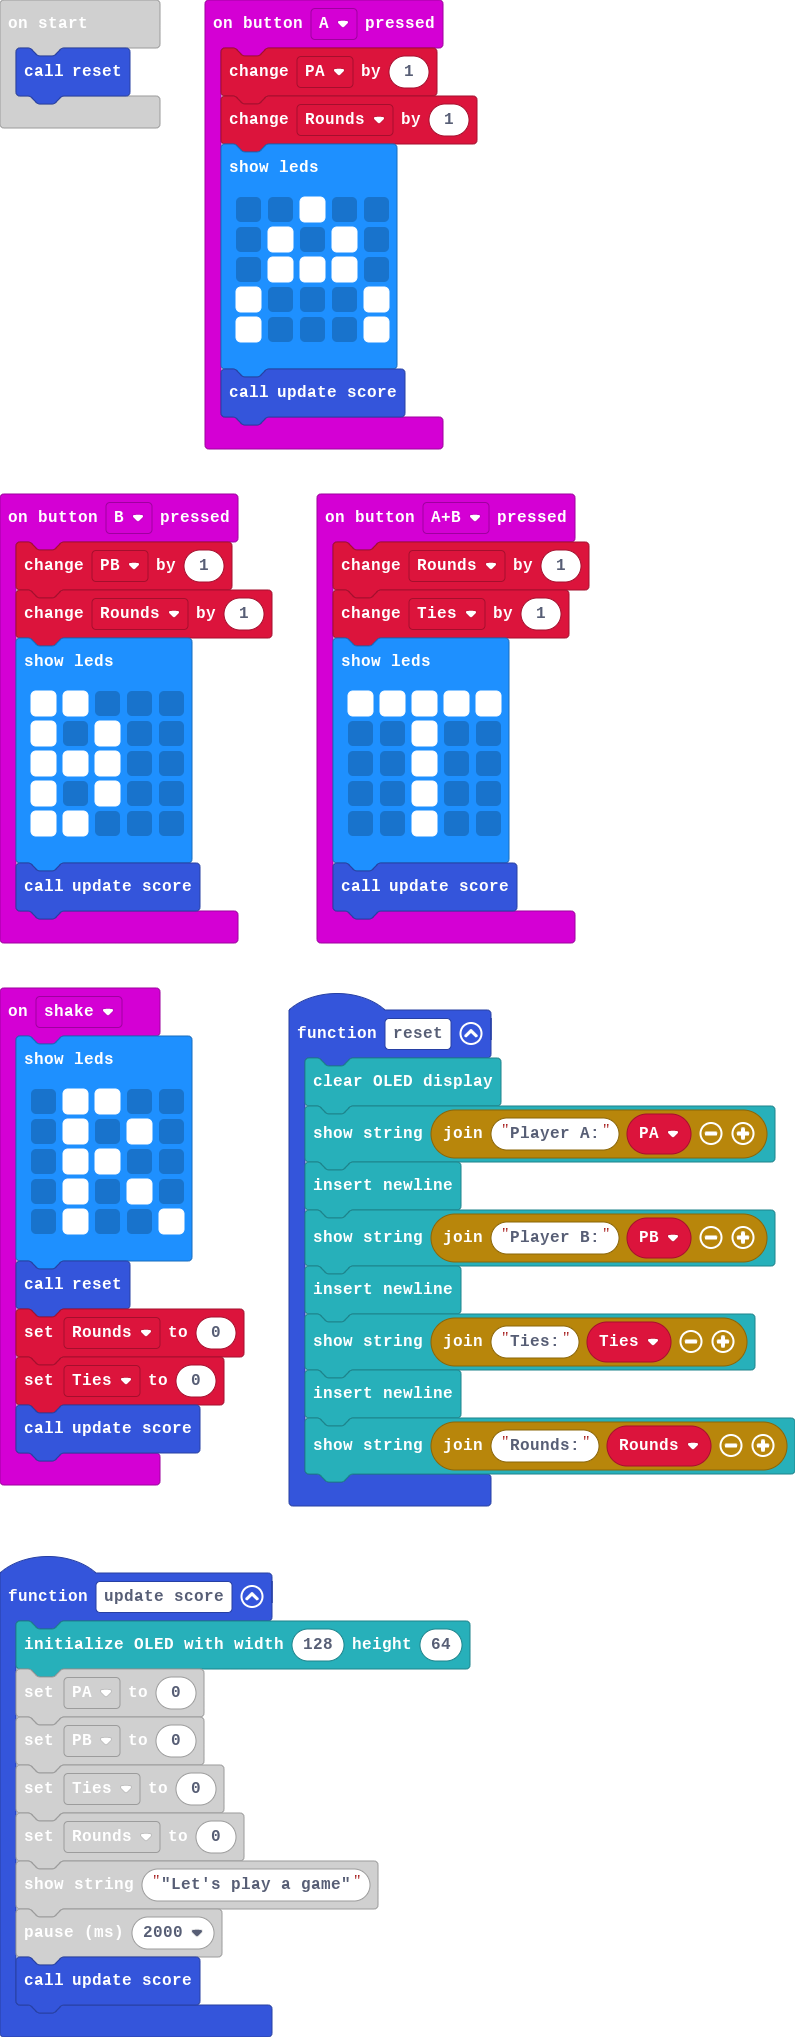 on start
call reset
on button A pressed
change PA by 1
change Rounds by 1
show leds
call update score
on button B pressed
change PB by 1
change Rounds by 1
show leds
call update score
on button A+B pressed
change Rounds by 1
change Ties by 1
show leds
call update score
on shake
show leds
call reset
set Rounds to 0
set Ties to 0
call update score
function reset
clear OLED display
show string join "Player A:" PA
insert newline
show string join "Player B:" PB
insert newline
show string join "Ties:" Ties
insert newline
show string join "Rounds:" Rounds
function update score
initialize OLED with width 128 height 64
set PA to 0
set PB to 0
set Ties to 0
set Rounds to 0
show string ""Let's play a game""
pause (ms) 2000
call update score